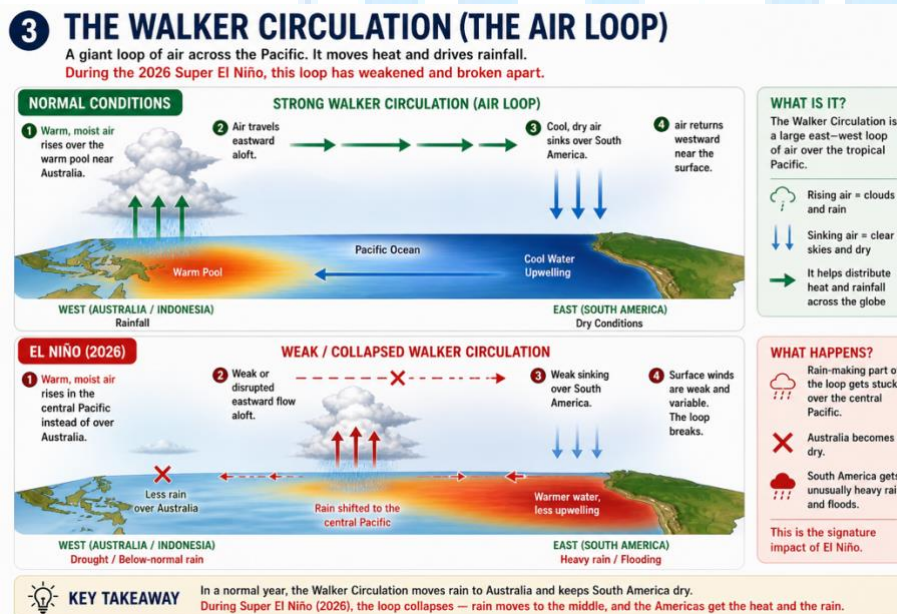 3 THE WALKER CIRCULATION (THE AIR LOOP)
A giant loop of air across the Pacific. It moves heat and drives rainfall.
During the 2026 Super El Niño, this loop has weakened and broken apart.
NORMAL CONDITIONS
STRONG WALKER CIRCULATION (AIR LOOP)
1 Warm, moist air
rises over the
warm pool near
Australia.
2 Air travels
eastward
aloft.
3 Cool, dry air
sinks over South
America.
4 air returns
westward
near the
surface.
Warm Pool
Pacific Ocean
Cool Water
Upwelling
WEST (AUSTRALIA / INDONESIA)
Rainfall
EAST (SOUTH AMERICA)
Dry Conditions
WHAT IS IT?
The Walker Circulation is
a large east–west loop
of air over the tropical
Pacific.
Rising air = clouds
and rain
Sinking air = clear
skies and dry
It helps distribute
heat and rainfall
across the globe
EL NIÑO (2026)
WEAK / COLLAPSED WALKER CIRCULATION
1 Warm, moist air
rises in the
central Pacific
instead of over
Australia.
2 Weak or
disrupted
eastward flow
aloft.
3 Weak sinking
over South
America.
4 Surface winds
are weak and
variable.
The loop
breaks.
Less rain
over Australia
Rain shifted to the
central Pacific
Warmer water,
less upwelling
WEST (AUSTRALIA / INDONESIA)
Drought / Below-normal rain
EAST (SOUTH AMERICA)
Heavy rain / Flooding
WHAT HAPPENS?
Rain-making part of
the loop gets stuck
over the central
Pacific.
Australia becomes
dry.
South America gets
unusually heavy rai
and floods.
This is the signature
impact of El Niño.
KEY TAKEAWAY
In a normal year, the Walker Circulation moves rain to Australia and keeps South America dry.
During Super El Niño (2026), the loop collapses — rain moves to the middle, and the Americas get the heat and the rain.